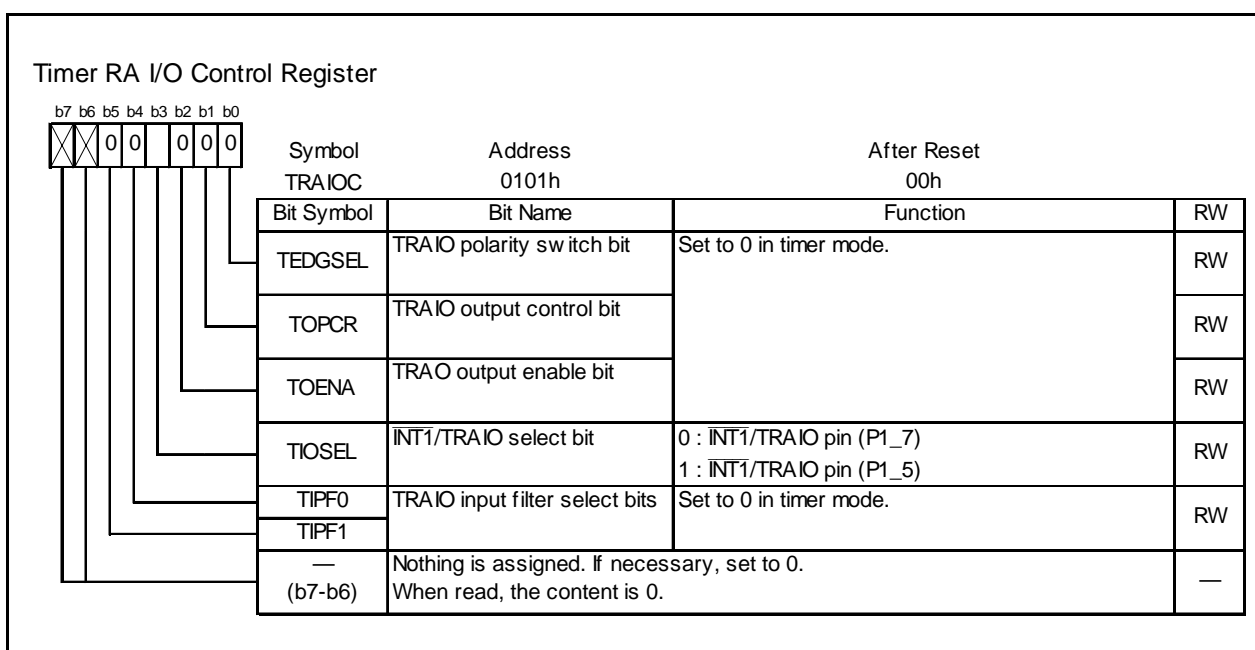 Timer RA I/O Control Register
b7 b6 b5 b4 b3 b2 b1 b0
0 0 0 0 0
Symbol Address After Reset
TRAIOC 0101h 00h
Bit Symbol Bit Name Function RW
TEDGSEL TRAIO polarity switch bit Set to 0 in timer mode. RW
TOPCR TRAIO output control bit RW
TOENA TRAO output enable bit RW
TIOSEL INT1/TRAIO select bit 0 : INT1/TRAIO pin (P1_7) RW
1 : INT1/TRAIO pin (P1_5)
TIPF0 TRAIO input filter select bits Set to 0 in timer mode. RW
TIPF1
— Nothing is assigned. If necessary, set to 0. —
(b7-b6) When read, the content is 0.